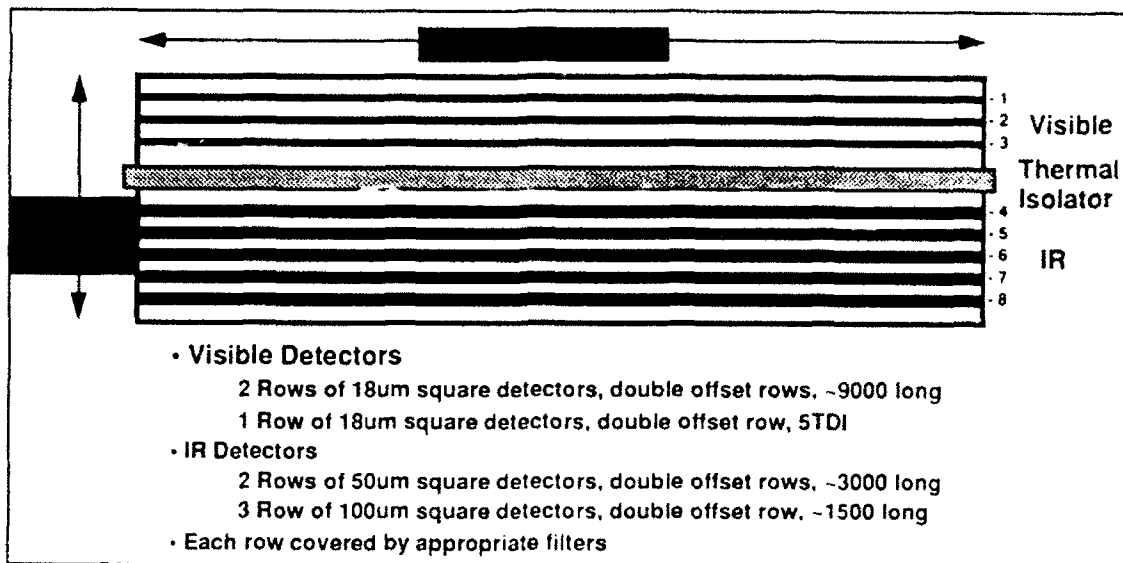 - 1
- 2
Visible
- 3
Thermal
Isolator
- 4
- 5
- 6
IR
- 7
- 8
• Visible Detectors
2 Rows of 18um square detectors, double offset rows, ~9000 long
1 Row of 18um square detectors, double offset row, 5TDI
• IR Detectors
2 Rows of 50um square detectors, double offset rows, ~3000 long
3 Row of 100um square detectors, double offset row, ~1500 long
• Each row covered by appropriate filters